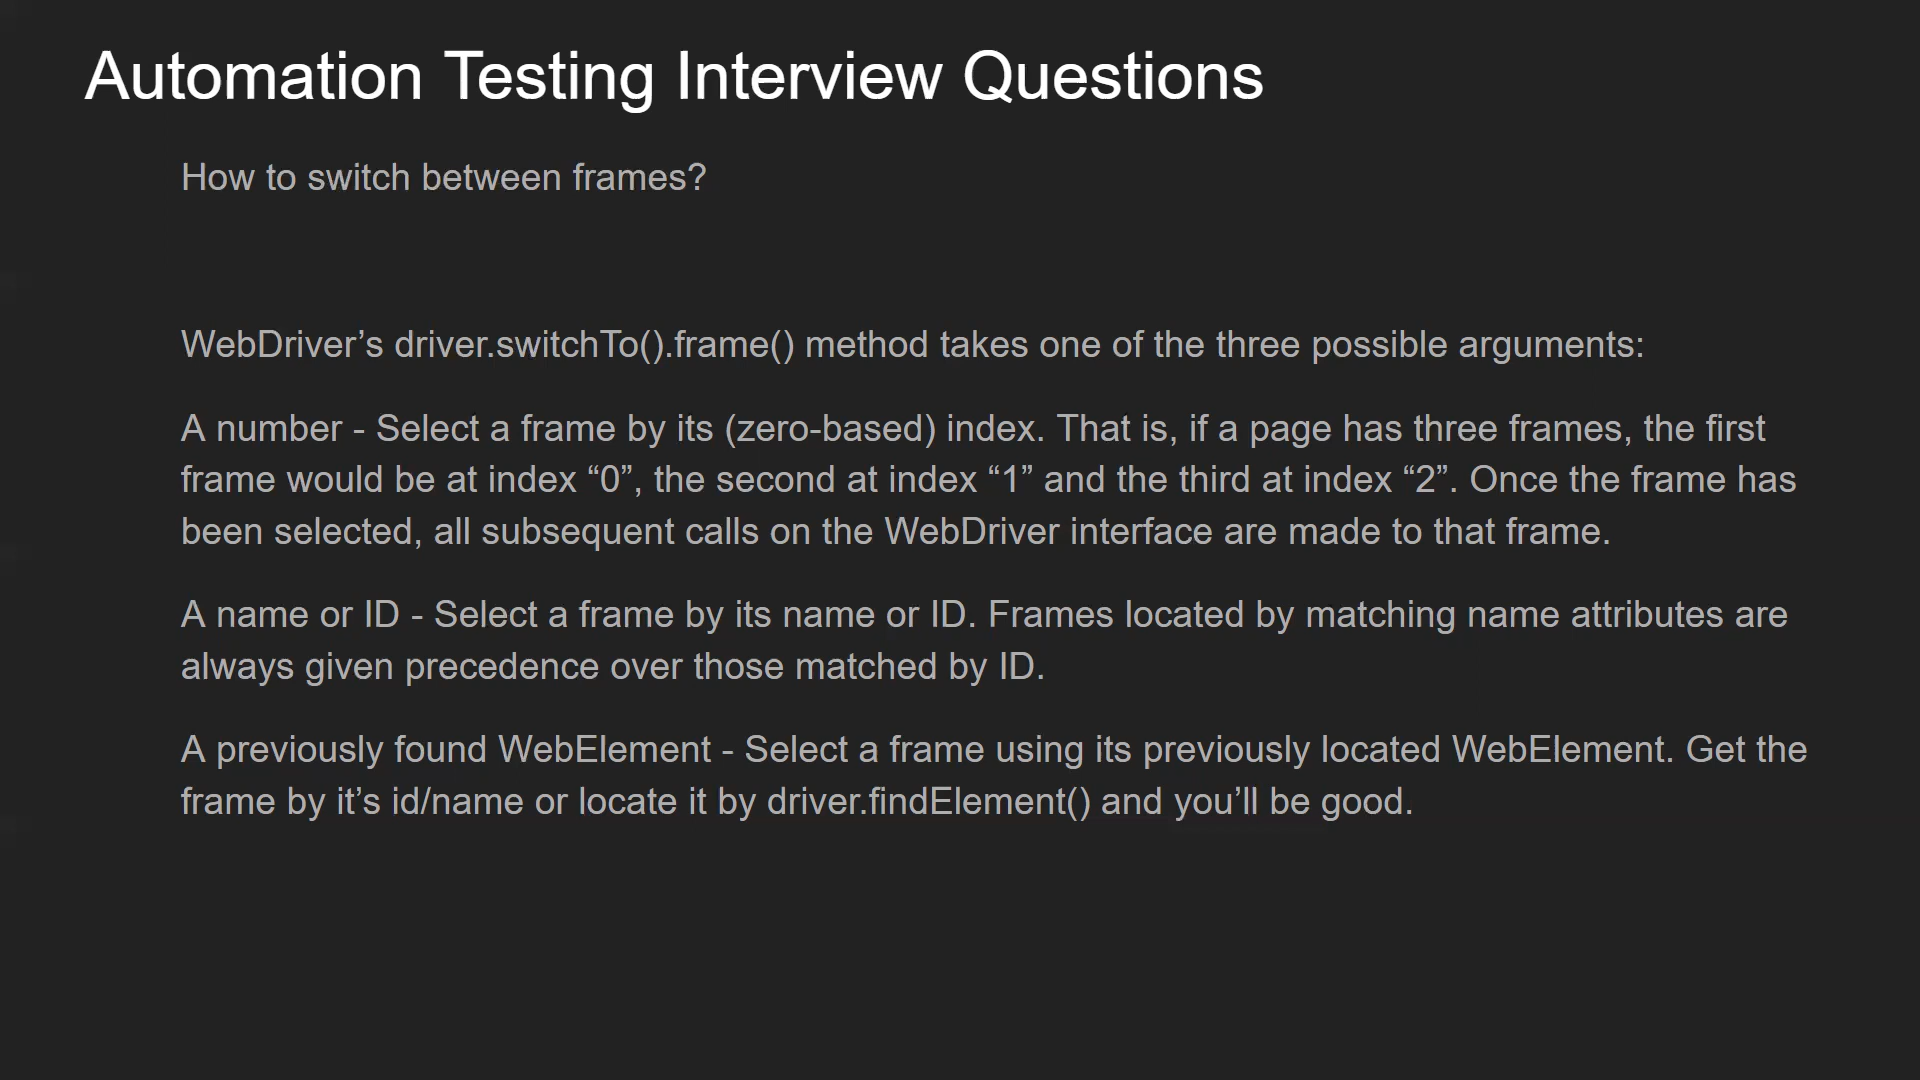 Automation Testing Interview Questions
How to switch between frames?
WebDriver’s driver.switchTo().frame() method takes one of the three possible arguments:
A number - Select a frame by its (zero-based) index. That is, if a page has three frames, the first
frame would be at index “0”, the second at index “1” and the third at index “2”. Once the frame has
been selected, all subsequent calls on the WebDriver interface are made to that frame.
A name or ID - Select a frame by its name or ID. Frames located by matching name attributes are
always given precedence over those matched by ID.
A previously found WebElement - Select a frame using its previously located WebElement. Get the
frame by it’s id/name or locate it by driver.findElement() and you’ll be good.